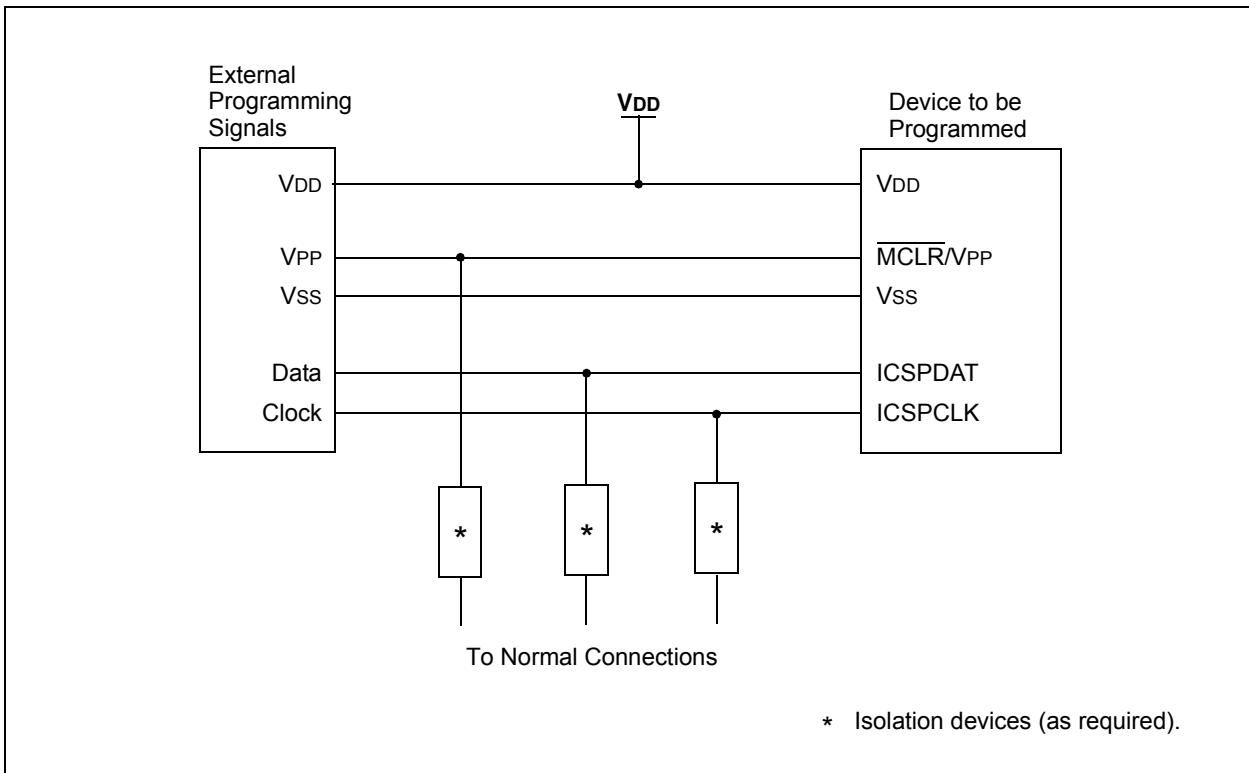 External
Programming
Signals
VDD
Device to be
Programmed
VDD
VDD
VPP
MCLR/VPP
VSS
VSS
Data
ICSPDAT
Clock
ICSPCLK
*
*
*
To Normal Connections
* Isolation devices (as required).